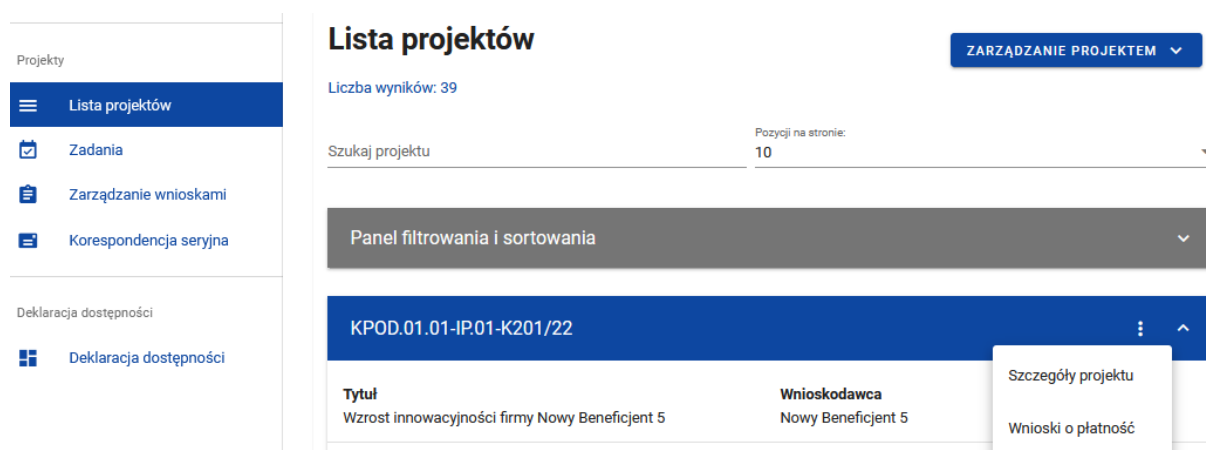 Projekty
Lista projektów
Zadania
Zarządzanie wnioskami
Korespondencja seryjna
Deklaracja dostępności
Deklaracja dostępności
Lista projektów
ZARZĄDZANIE PROJEKTEM
Liczba wyników: 39
Szukaj projektu
Pozycji na stronie:
10
Panel filtrowania i sortowania
KPOD.01.01-IP.01-K201/22
Szczegóły projektu
Wnioski o płatność
Tytuł
Wzrost innowacyjności firmy Nowy Beneficjent 5
Wnioskodawca
Nowy Beneficjent 5